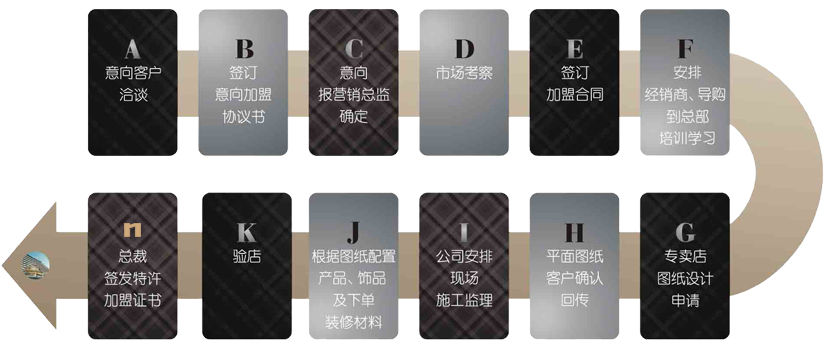 A
意向客户
洽谈
B
签订
意向加盟
协议书
C
意向
报营销总监
确定
D
市场考察
E
签订
加盟合同
F
安排
经销商、导购
到总部
培训学习
G
专卖店
图纸设计
申请
H
平面图纸
客户确认
回传
I
公司安排
现场
施工监理
J
根据图纸配置
产品、饰品
及下单
装修材料
K
验店
n
总裁
签发特许
加盟证书